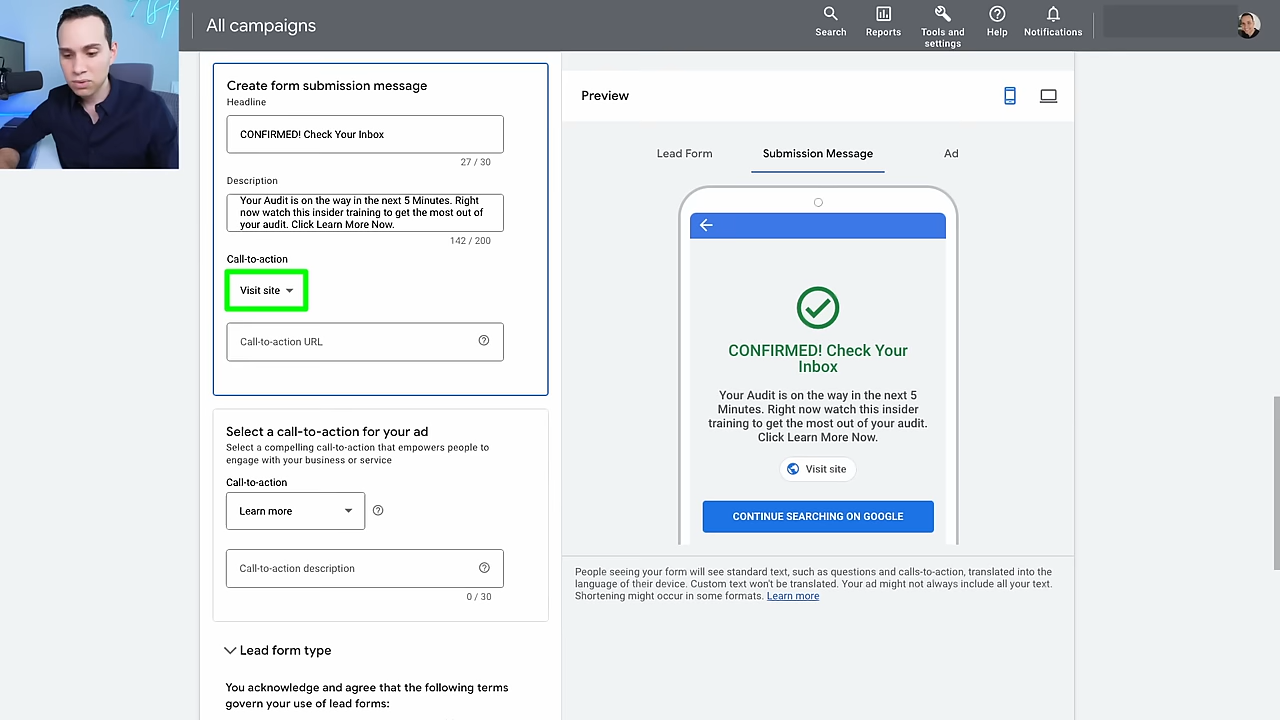 All campaigns
Search
Reports
Tools and
settings
Help
Notifications
Create form submission message
Headline
CONFIRMED! Check Your Inbox
27 / 30
Description
Your Audit is on the way in the next 5 Minutes. Right
now watch this insider training to get the most out of
your audit. Click Learn More Now.
142 / 200
Call-to-action
Visit site
Call-to-action URL
Select a call-to-action for your ad
Select a compelling call-to-action that empowers people to
engage with your business or service
Call-to-action
Learn more
Call-to-action description
0 / 30
Lead form type
You acknowledge and agree that the following terms
govern your use of lead forms:
Preview
Lead Form
Submission Message
Ad
CONFIRMED! Check Your
Inbox
Your Audit is on the way in the next 5
Minutes. Right now watch this insider
training to get the most out of your audit.
Click Learn More Now.
Visit site
CONTINUE SEARCHING ON GOOGLE
People seeing your form will see standard text, such as questions and calls-to-action, translated into the
language of their device. Custom text won't be translated. Your ad might not always include all your text.
Shortening might occur in some formats. Learn more